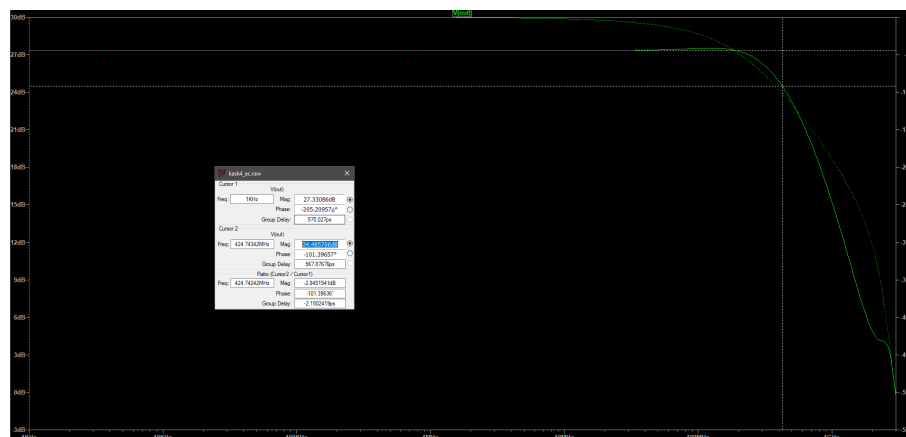 V(out)
30dB
27dB
24dB
21dB
18dB
15dB
12dB
9dB
6dB
3dB
0dB
-3dB
kask4_ac.raw
Cursor 1
V(out)
Freq: 1KHz Mag: 27.33086dB
Phase: -205.20957µ°
Group Delay: 570.027ps
Cursor 2
V(out)
Freq: 424.74342MHz Mag: 24.485706dB
Phase: -101.39657°
Group Delay: 567.87676ps
Ratio (Cursor2 / Cursor1)
Freq: 424.74242MHz Mag: -2.8451541dB
Phase: -101.39636°
Group Delay: -2.1502419ps